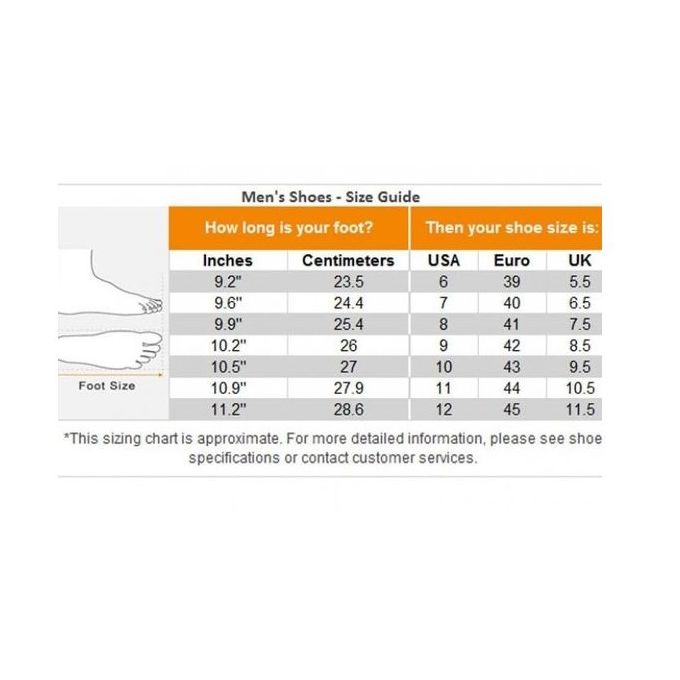 Men's Shoes - Size Guide
How long is your foot? Then your shoe size is:
Inches Centimeters USA Euro UK
9.2" 23.5 6 39 5.5
9.6" 24.4 7 40 6.5
9.9" 25.4 8 41 7.5
10.2" 26 9 42 8.5
10.5" 27 10 43 9.5
10.9" 27.9 11 44 10.5
11.2" 28.6 12 45 11.5
Foot Size
*This sizing chart is approximate. For more detailed information, please see shoe
specifications or contact customer services.